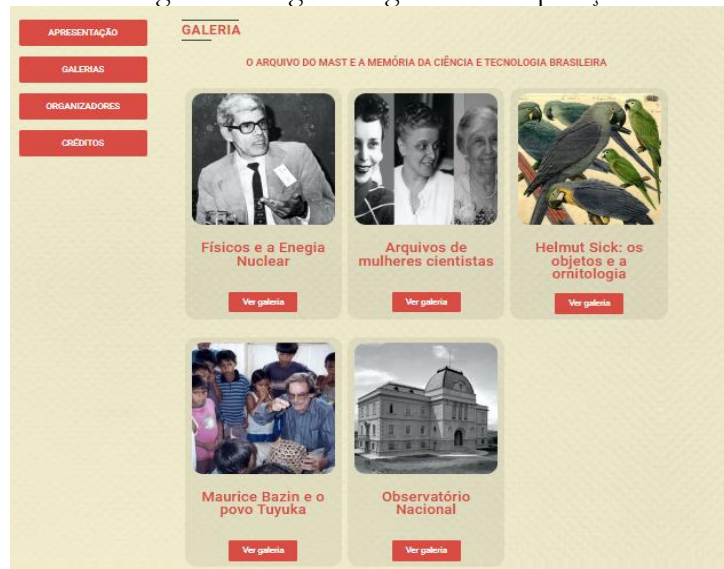 APRESENTAÇÃO
GALERIAS
ORGANIZADORES
CRÉDITOS
GALERIA
O ARQUIVO DO MAST E A MEMÓRIA DA CIÊNCIA E TECNOLOGIA BRASILEIRA
Físicos e a Enegia
Nuclear
Ver galeria
Arquivos de
mulheres cientistas
Ver galeria
Helmut Sick: os
objetos e a
ornitologia
Ver galeria
Maurice Bazin e o
povo Tuyuka
Ver galeria
Observatório
Nacional
Ver galeria